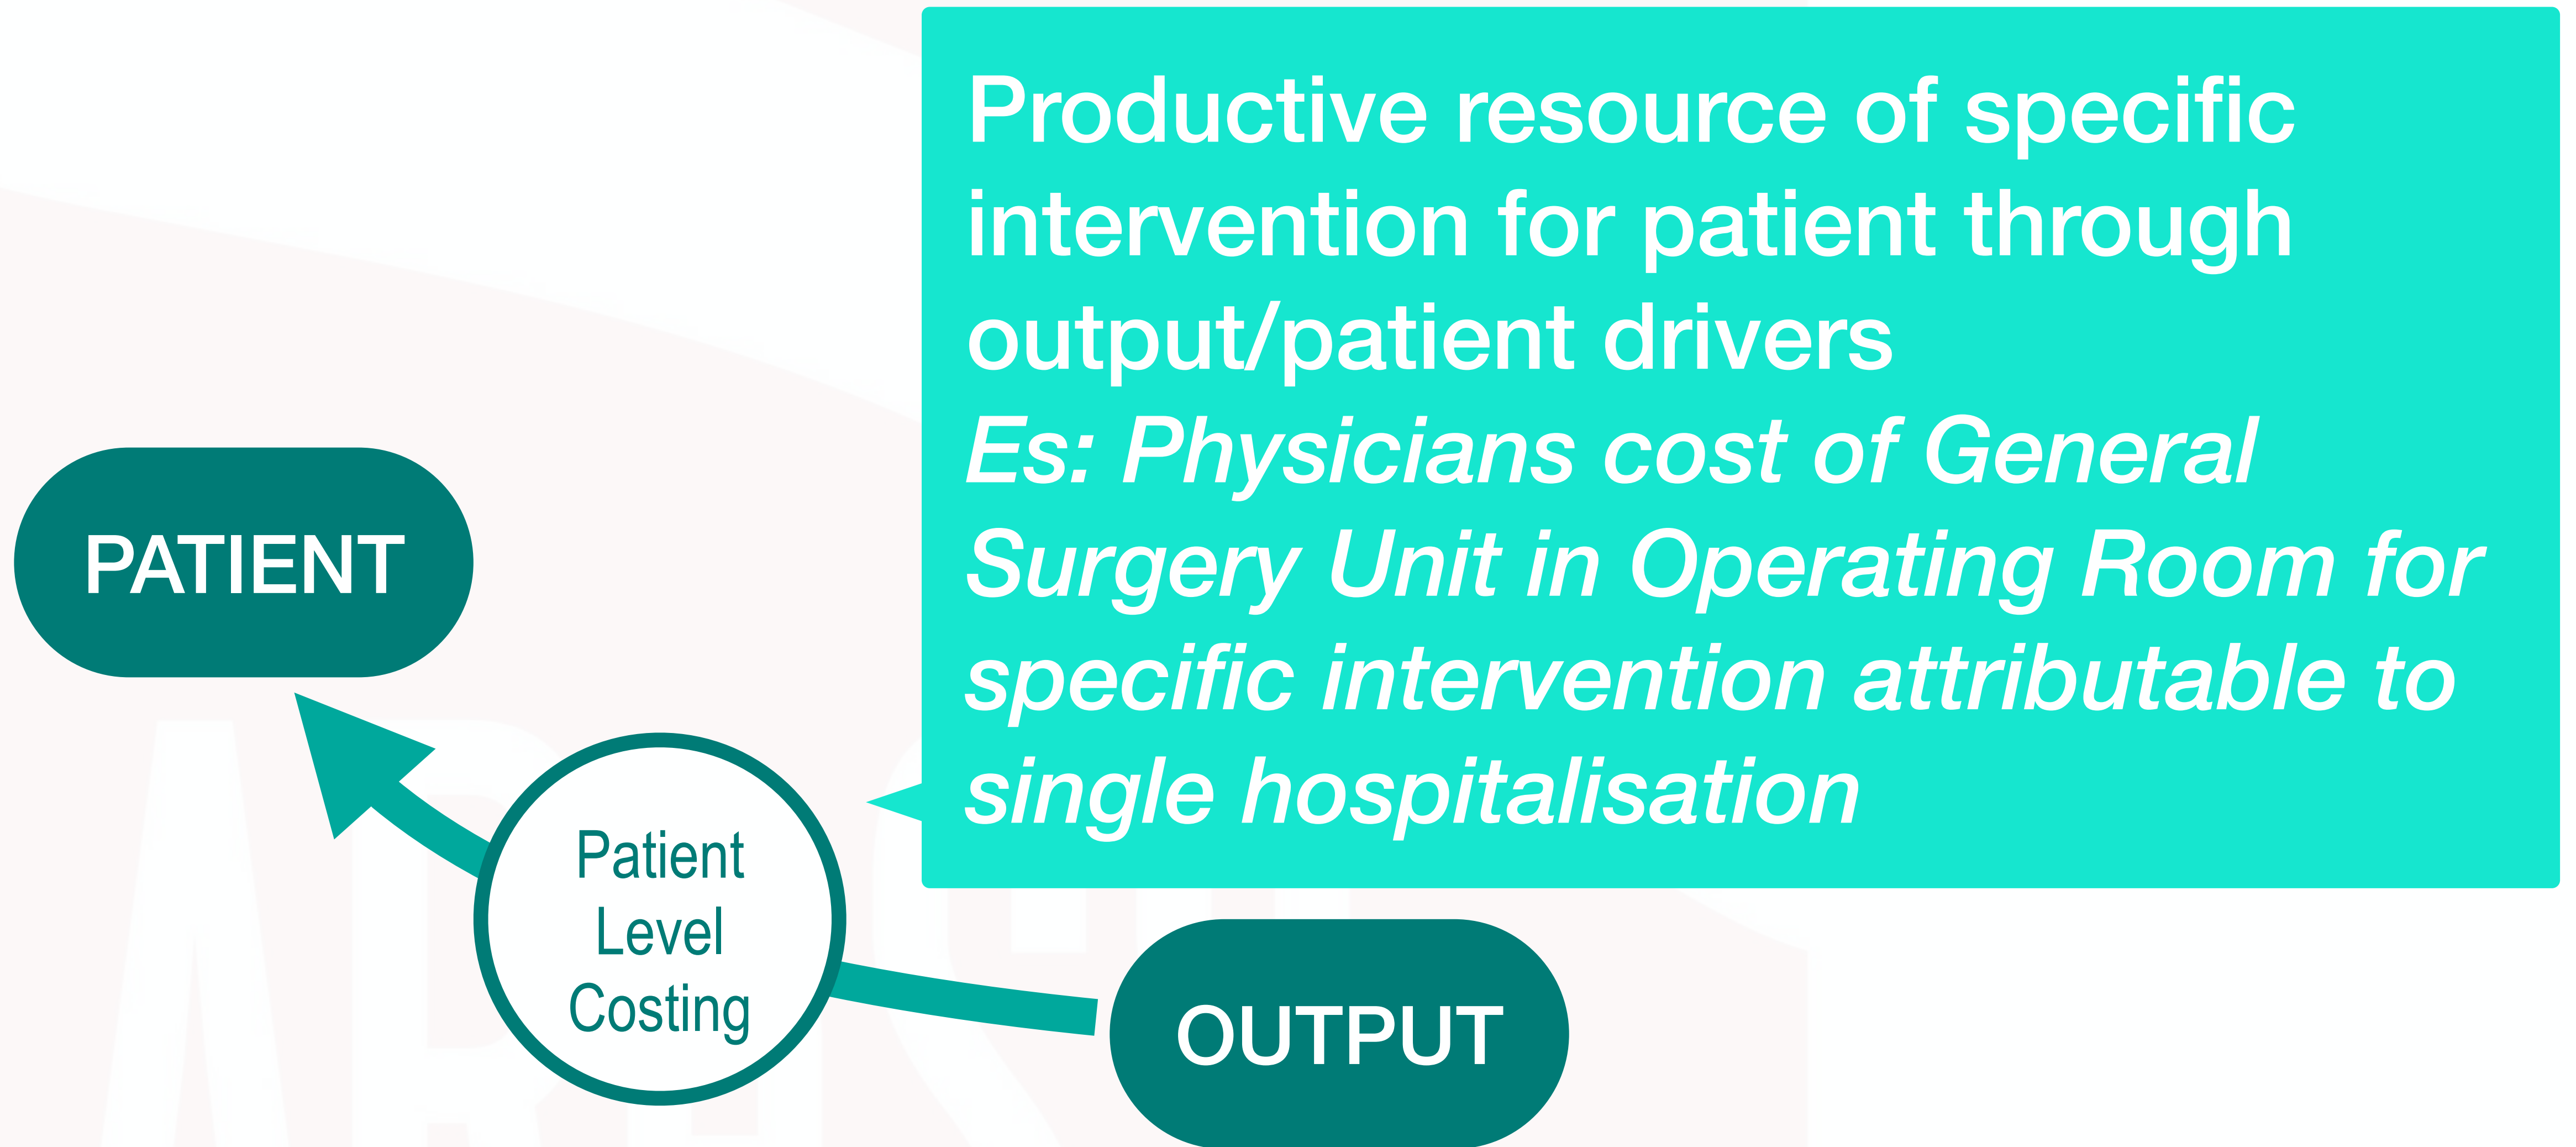 Productive resource of specific
intervention for patient through
output/patient drivers
Es: Physicians cost of General
Surgery Unit in Operating Room for
specific intervention attributable to
single hospitalisation
PATIENT
Patient
Level
Costing
OUTPUT